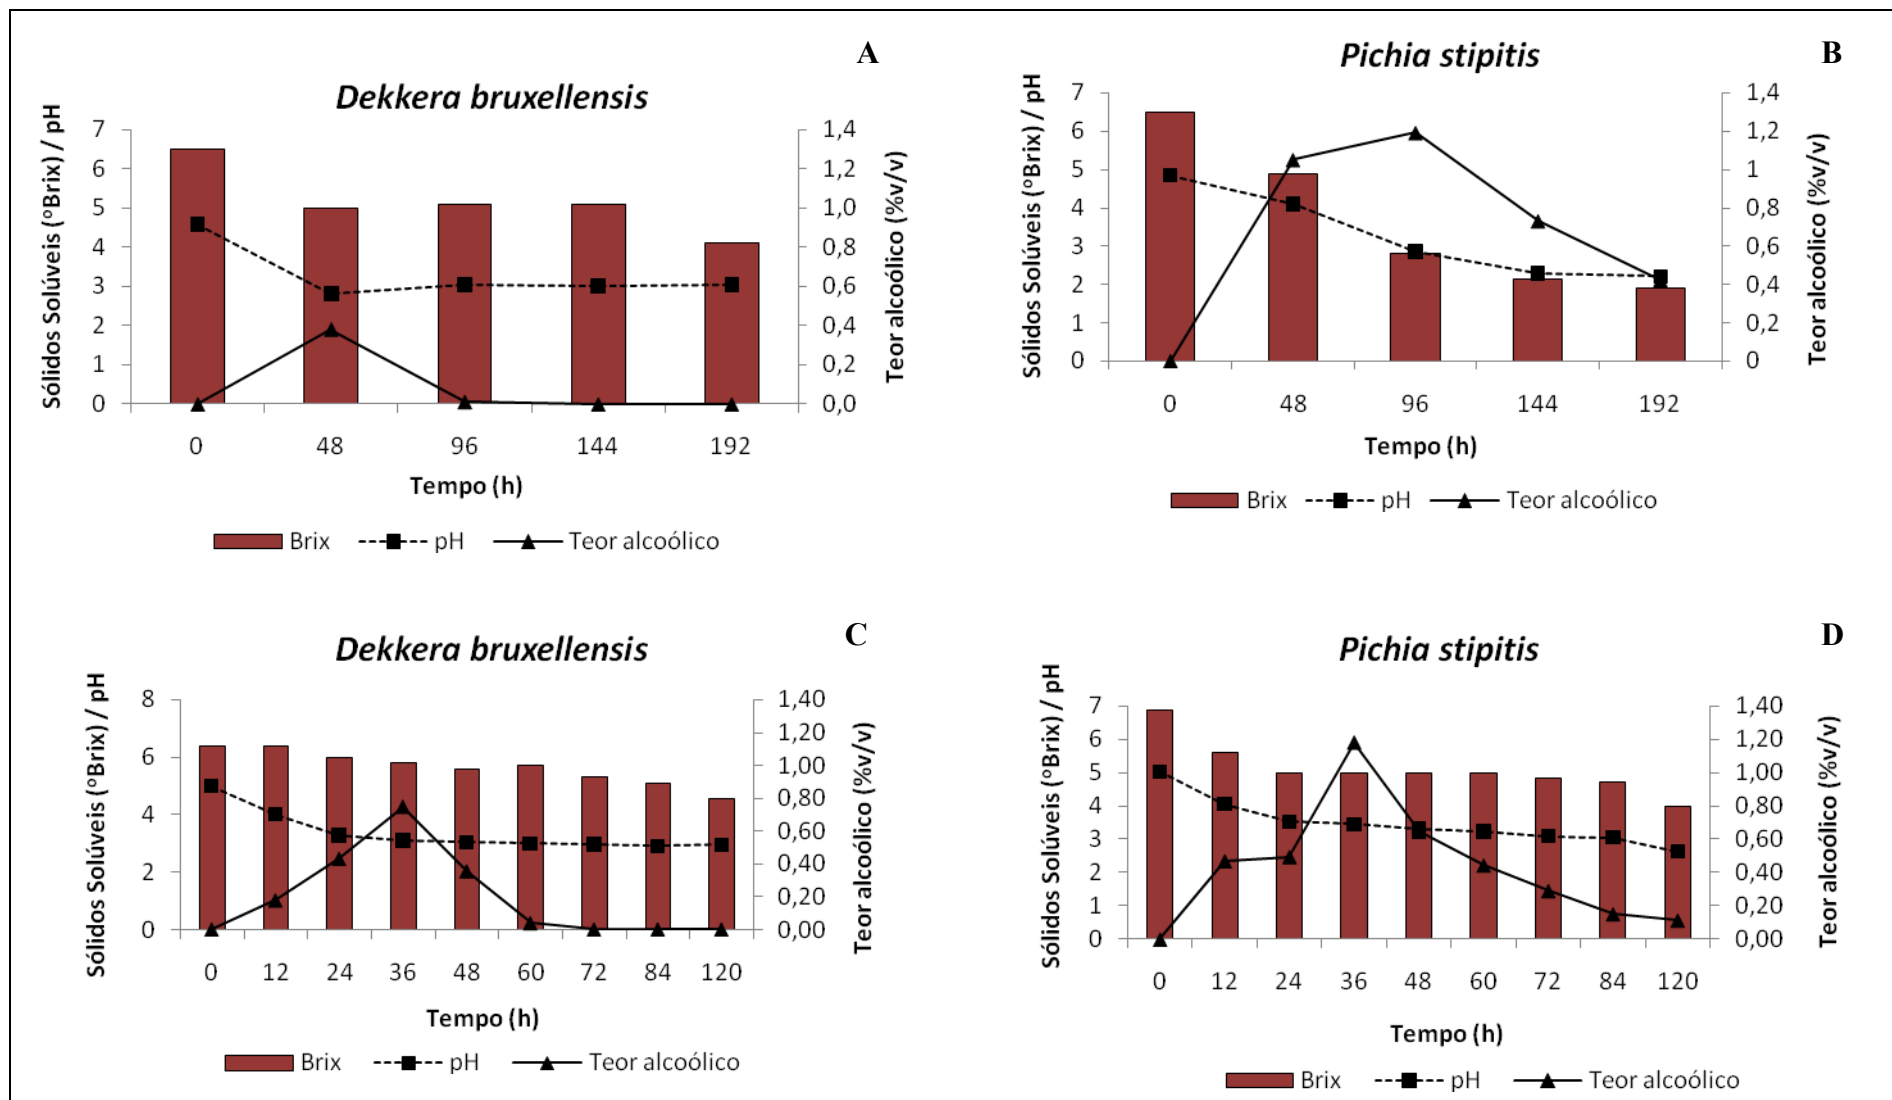 A
Dekkera bruxellensis
Sólidos Solúveis (ºBrix) / pH
7
6
5
4
3
2
1
0
1,4
1,2
1,0
0,8
0,6
0,4
0,2
0,0
Teor alcoólico (%v/v)
0 48 96 144 192
Tempo (h)
Brix pH Teor alcoólico
B
Pichia stipitis
Sólidos Solúveis (ºBrix) / pH
7
6
5
4
3
2
1
0
1,4
1,2
1
0,8
0,6
0,4
0,2
0
Teor alcoólico (%v/v)
0 48 96 144 192
Tempo (h)
Brix pH Teor alcoólico
C
Dekkera bruxellensis
Sólidos Solúveis (ºBrix) / pH
8
6
4
2
0
1,40
1,20
1,00
0,80
0,60
0,40
0,20
0,00
Teor alcoólico (%v/v)
0 12 24 36 48 60 72 84 120
Tempo (h)
Brix pH Teor alcoólico
D
Pichia stipitis
Sólidos Solúveis (ºBrix) / pH
7
6
5
4
3
2
1
0
1,40
1,20
1,00
0,80
0,60
0,40
0,20
0,00
Teor alcoólico (%v/v)
0 12 24 36 48 60 72 84 120
Tempo (h)
Brix pH Teor alcoólico